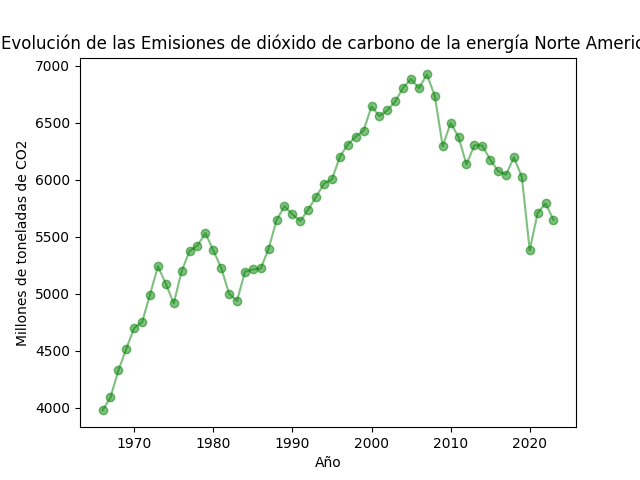 Evolución de las Emisiones de dióxido de carbono de la energía Norte Americ
7000
6500
6000
5500
5000
4500
4000
Millones de toneladas de CO2
1970 1980 1990 2000 2010 2020
Año